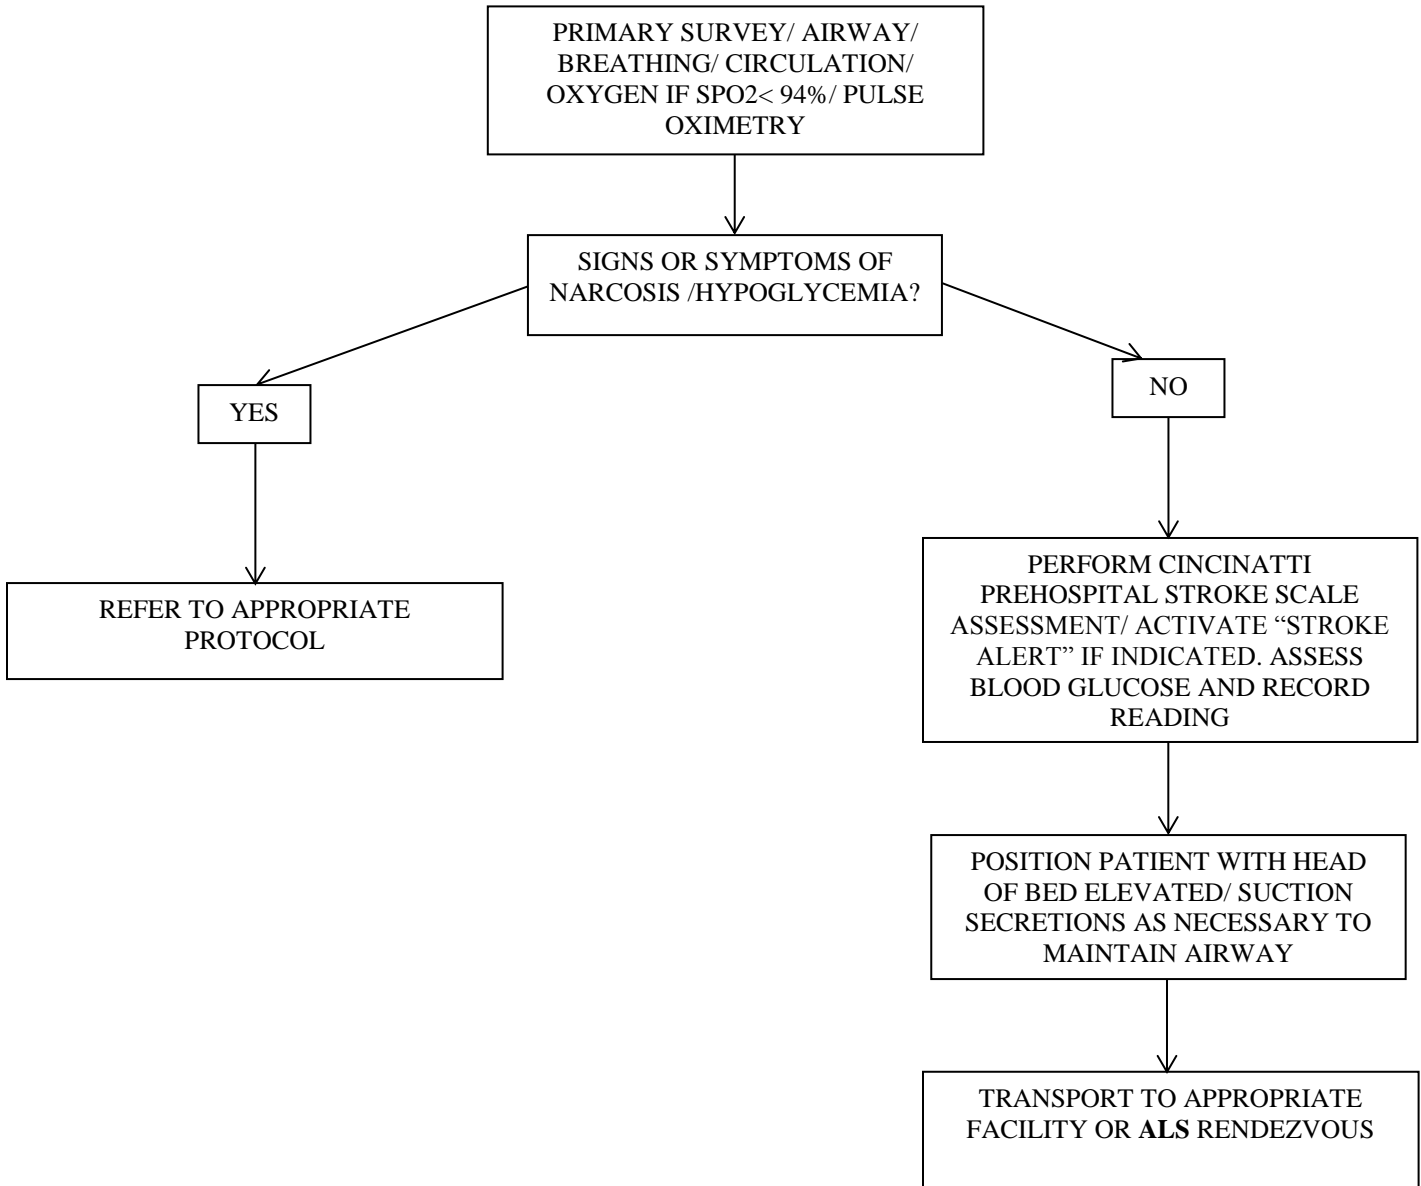 PRIMARY SURVEY/ AIRWAY/
BREATHING/ CIRCULATION/
OXYGEN IF SPO2< 94%/ PULSE
OXIMETRY
SIGNS OR SYMPTOMS OF
NARCOSIS /HYPOGLYCEMIA?
YES
NO
REFER TO APPROPRIATE
PROTOCOL
PERFORM CINCINATTI
PREHOSPITAL STROKE SCALE
ASSESSMENT/ ACTIVATE “STROKE
ALERT” IF INDICATED. ASSESS
BLOOD GLUCOSE AND RECORD
READING
POSITION PATIENT WITH HEAD
OF BED ELEVATED/ SUCTION
SECRETIONS AS NECESSARY TO
MAINTAIN AIRWAY
TRANSPORT TO APPROPRIATE
FACILITY OR ALS RENDEZVOUS